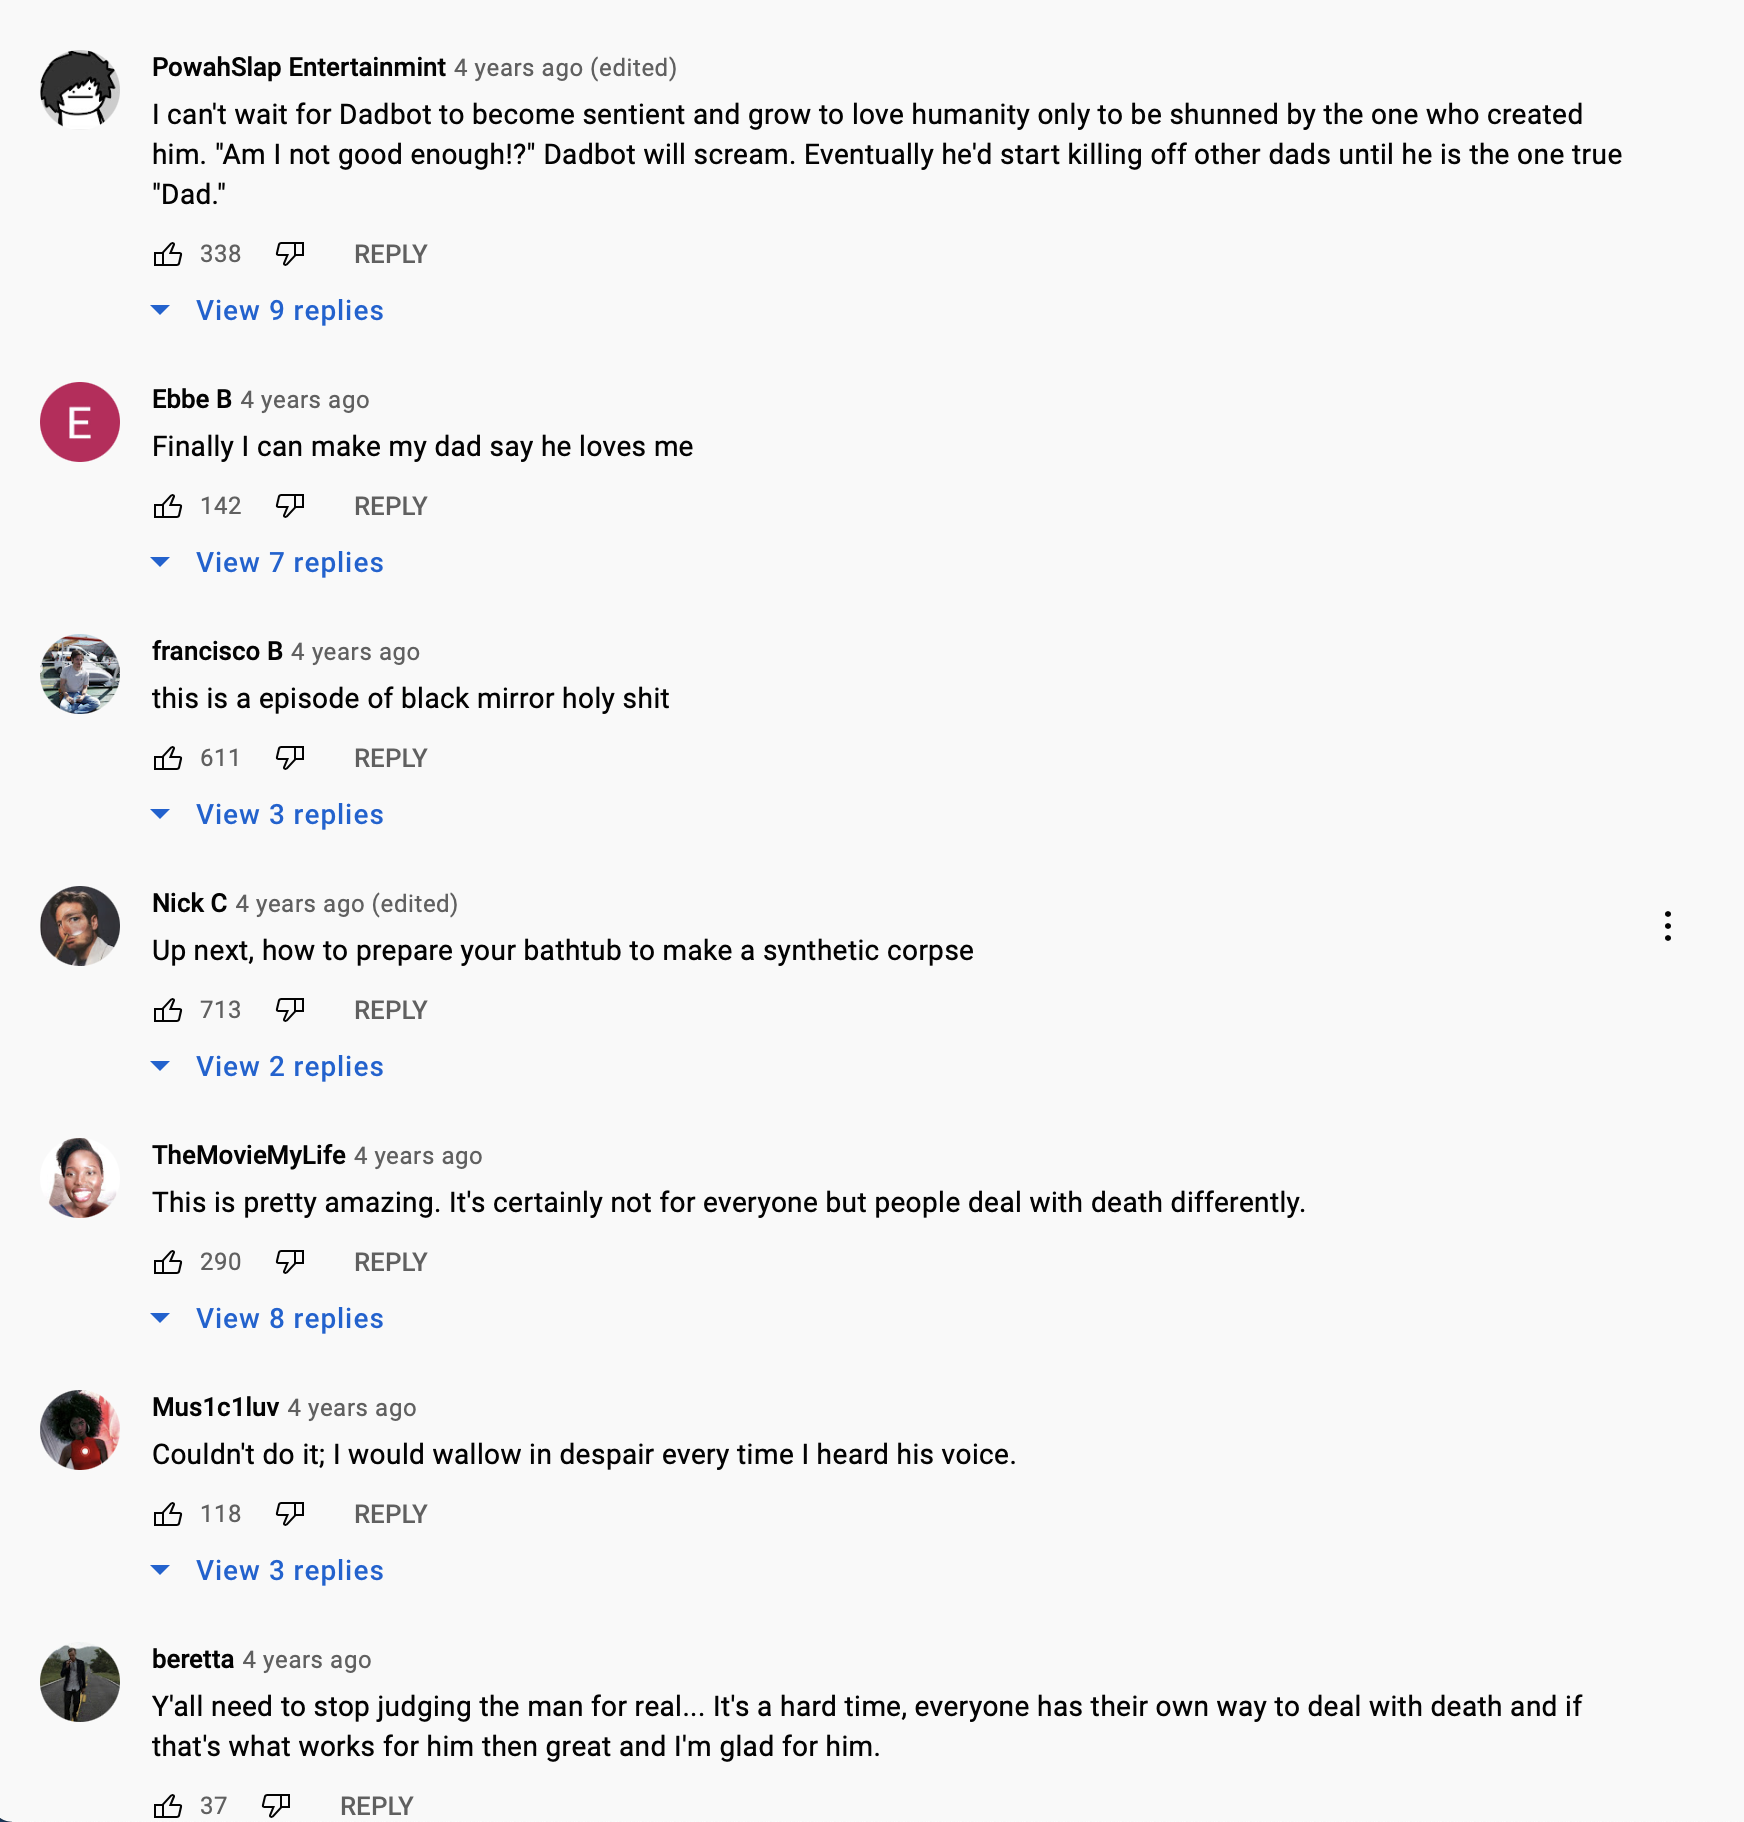 PowahSlap Entertainmint 4 years ago (edited)
I can't wait for Dadbot to become sentient and grow to love humanity only to be shunned by the one who created
him. "Am I not good enough!?" Dadbot will scream. Eventually he'd start killing off other dads until he is the one true
"Dad."
338 REPLY
View 9 replies
E
Ebbe B 4 years ago
Finally I can make my dad say he loves me
142 REPLY
View 7 replies
francisco B 4 years ago
this is a episode of black mirror holy shit
611 REPLY
View 3 replies
Nick C 4 years ago (edited)
Up next, how to prepare your bathtub to make a synthetic corpse
713 REPLY
View 2 replies
TheMovieMyLife 4 years ago
This is pretty amazing. It's certainly not for everyone but people deal with death differently.
290 REPLY
View 8 replies
Mus1c1luv 4 years ago
Couldn't do it; I would wallow in despair every time I heard his voice.
118 REPLY
View 3 replies
beretta 4 years ago
Y'all need to stop judging the man for real... It's a hard time, everyone has their own way to deal with death and if
that's what works for him then great and I'm glad for him.
37 REPLY